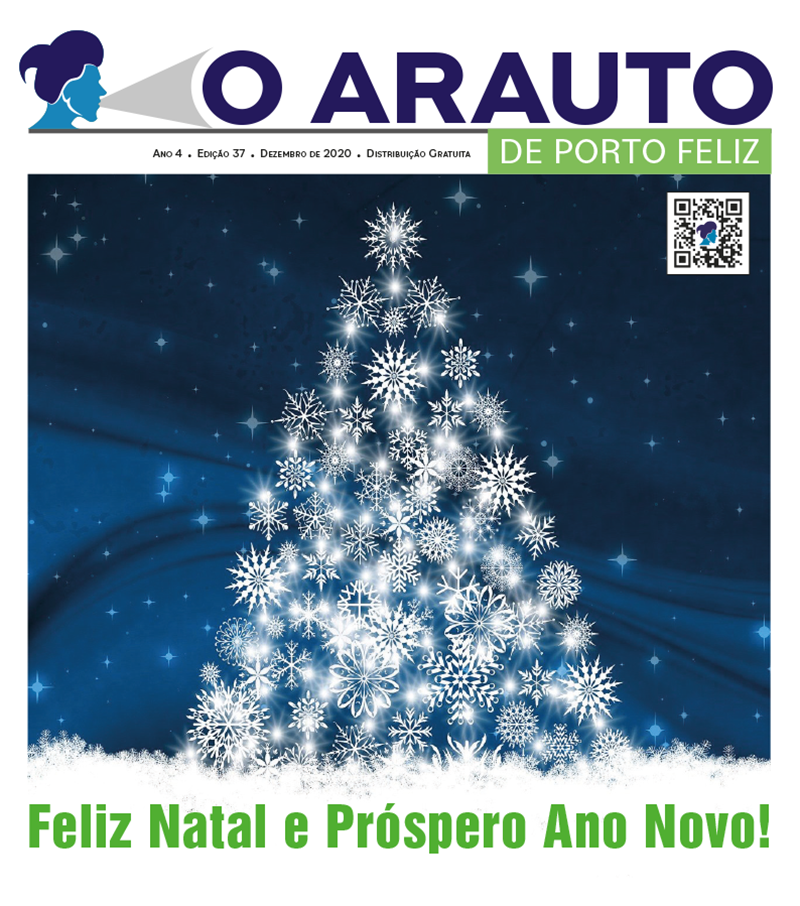 O ARAUTO
DE PORTO FELIZ
Ano 4 . Edição 37 . Dezembro de 2020 . Distribuição Gratuita
Feliz Natal e Próspero Ano Novo!